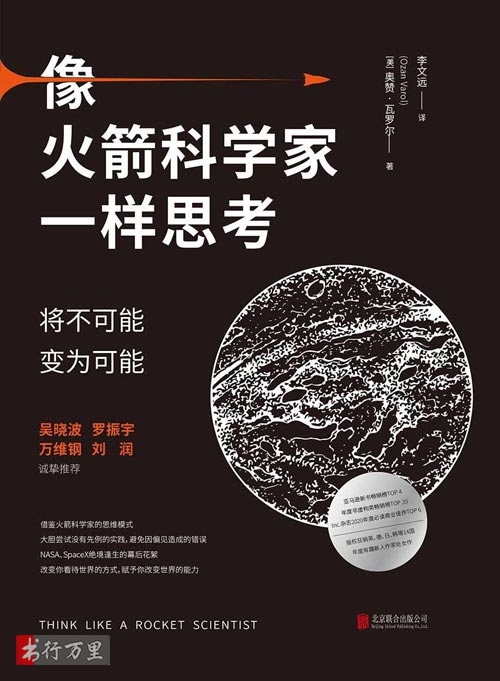 像
火箭科学家
一样思考
[美] 奥赞·瓦罗尔 —— 著
(Ozan Varol)
李文远 —— 译
将不可能
变为可能
吴晓波 罗振宇
万维钢 刘 润
诚挚推荐
亚马逊新书畅销榜TOP 4
年度非虚构类畅销榜TOP 10
Inc.杂志2020年度必读商业佳作TOP 6
版权狂销英、德、日、韩等16国
年度有趣新人作家处女作
借鉴火箭科学家的思维模式
大胆尝试没有先例的实践,避免因偏见造成的错误
NASA、SpaceX绝境逢生的幕后花絮
改变你看待世界的方式,赋予你改变世界的能力
THINK LIKE A ROCKET SCIENTIST
北京联合出版公司
Beijing United Publishing Co.,Ltd.
书行万里